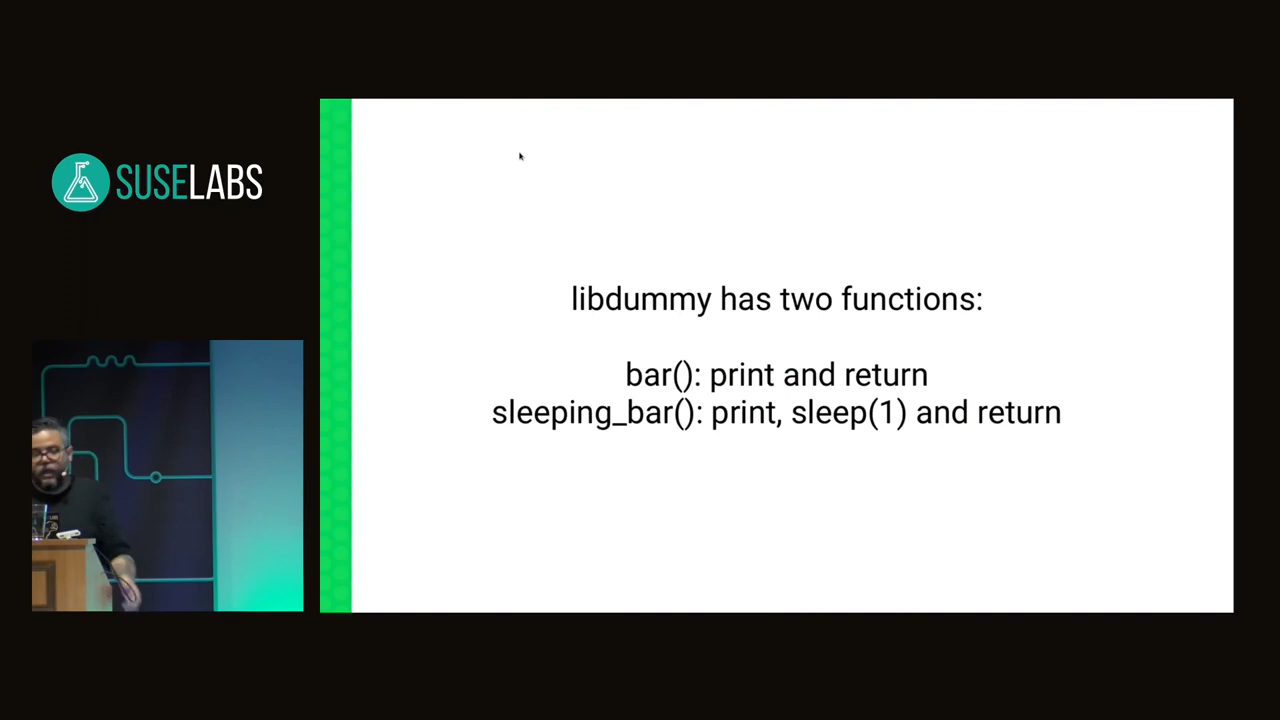 SUSELABS
libdummy has two functions:
bar(): print and return
sleeping_bar(): print, sleep(1) and return